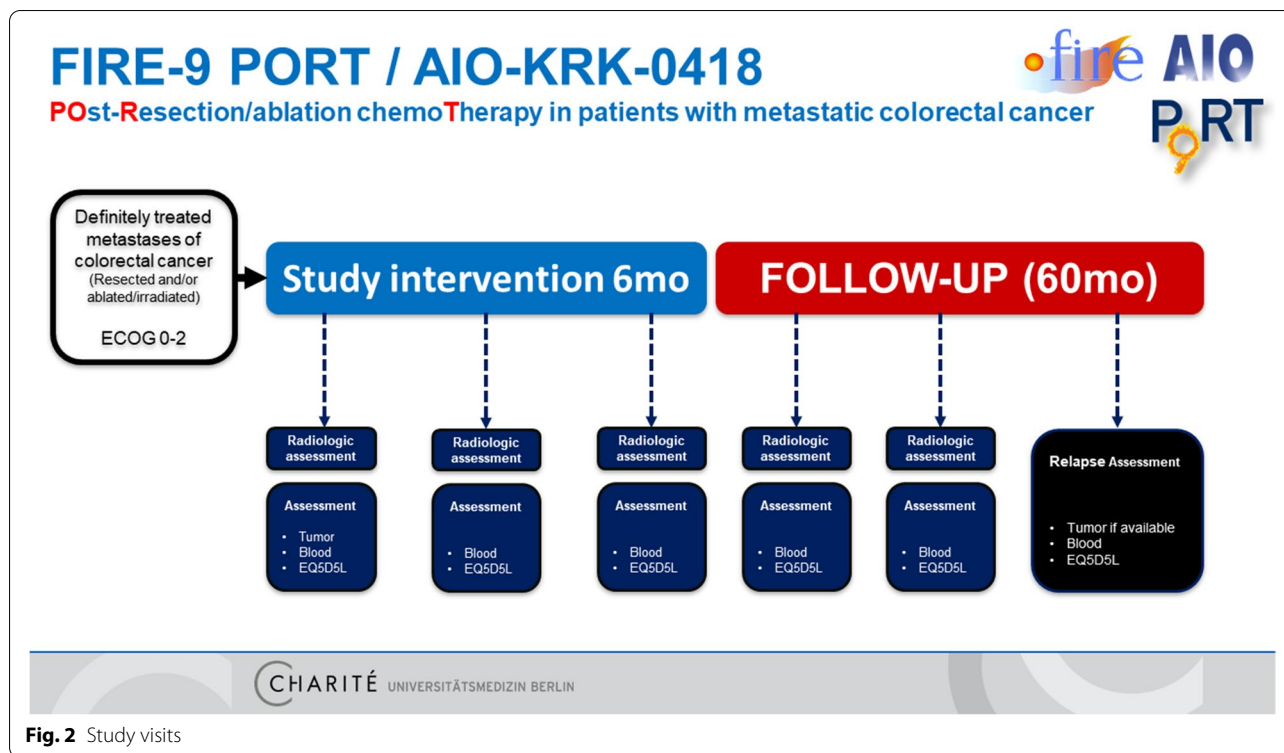 FIRE-9 PORT / AIO-KRK-0418
POst-Resection/ablation chemoTherapy in patients with metastatic colorectal cancer
fire AIO
PORT
9
Definitely treated
metastases of
colorectal cancer
(Resected and/or
ablated/irradiated)
ECOG 0-2
Study intervention 6mo
FOLLOW-UP (60mo)
Radiologic
assessment
Assessment
• Tumor
• Blood
• EQ5D5L
Radiologic
assessment
Assessment
• Blood
• EQ5D5L
Radiologic
assessment
Assessment
• Blood
• EQ5D5L
Radiologic
assessment
Assessment
• Blood
• EQ5D5L
Radiologic
assessment
Assessment
• Blood
• EQ5D5L
Relapse Assessment
• Tumor if available
• Blood
• EQ5D5L
CHARITÉ UNIVERSITÄTSMEDIZIN BERLIN
Fig. 2 Study visits